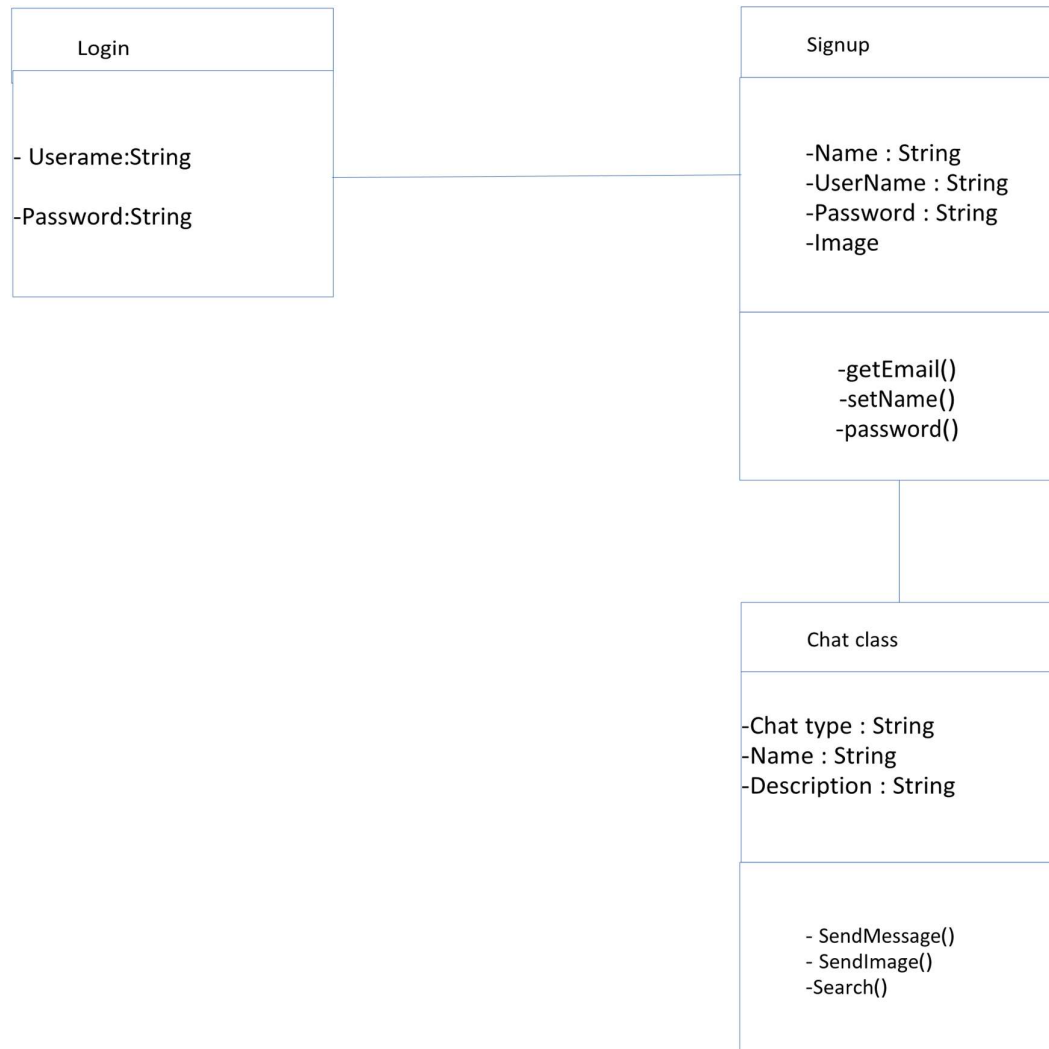 Login
- Userame:String
-Password:String
Signup
-Name : String
-UserName : String
-Password : String
-Image
-getEmail()
-setName()
-password()
Chat class
-Chat type : String
-Name : String
-Description : String
- SendMessage()
- SendImage()
-Search()